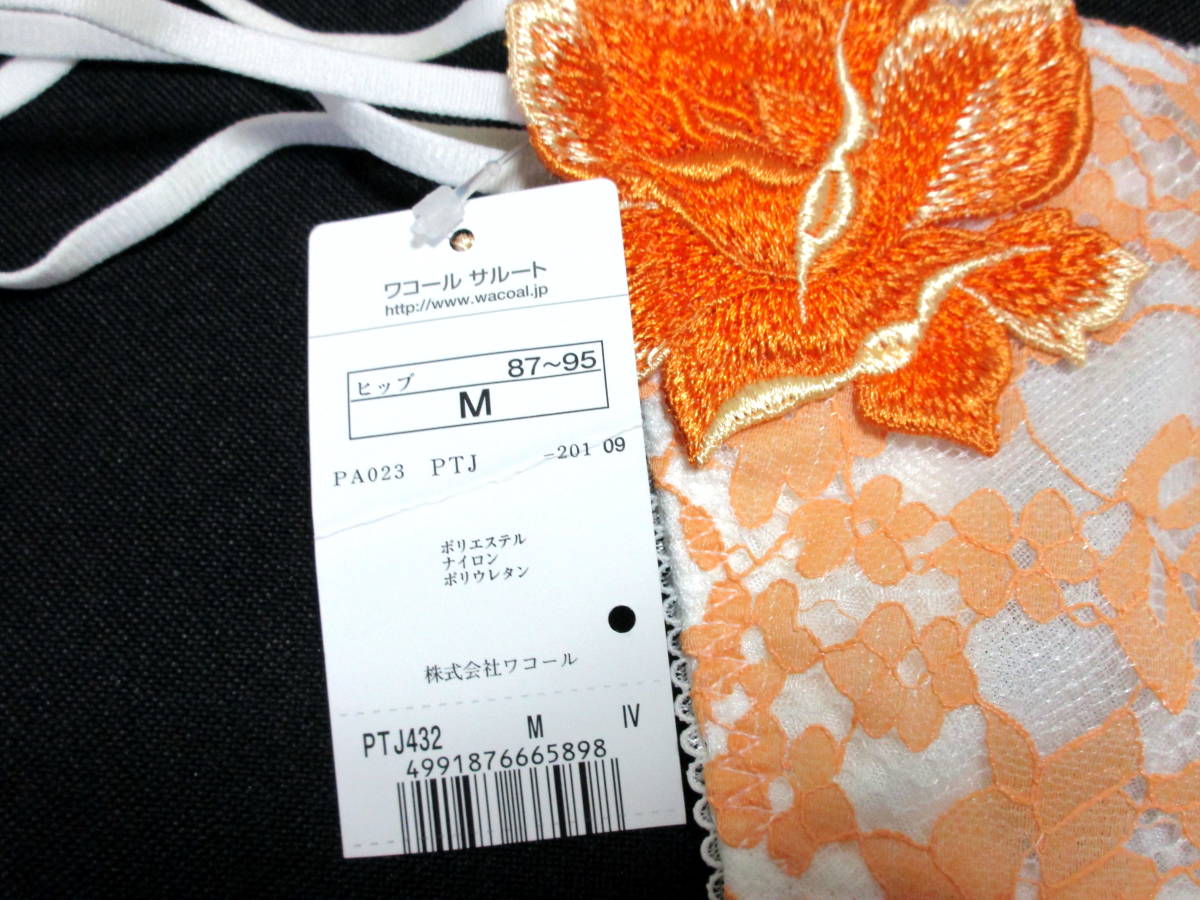 ワコール サルート
http://www.wacoal.jp
ヒップ 87~95
M
PA023 PTJ -201 09
ポリエステル
ナイロン
ポリウレタン
株式会社ワコール
PTJ432 M IV
4991876665898